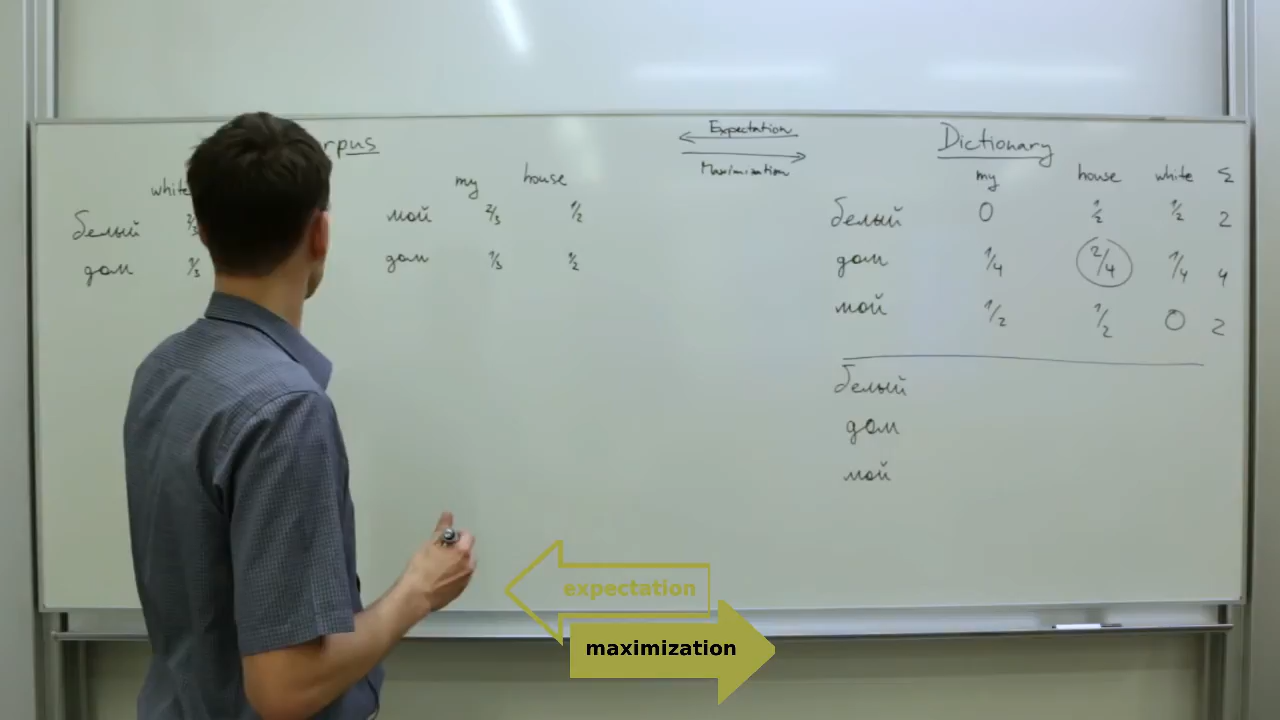 rpus
white my house
белый 2/3 мой 2/3 1/2
дом 1/3 дом 1/3 1/2
Expectation
Maximization
Dictionary
my house white Σ
белый 0 1/2 1/2 2
дом 1/4 2/4 1/4 4
мой 1/2 1/2 0 2
белый
дом
мой
expectation
maximization